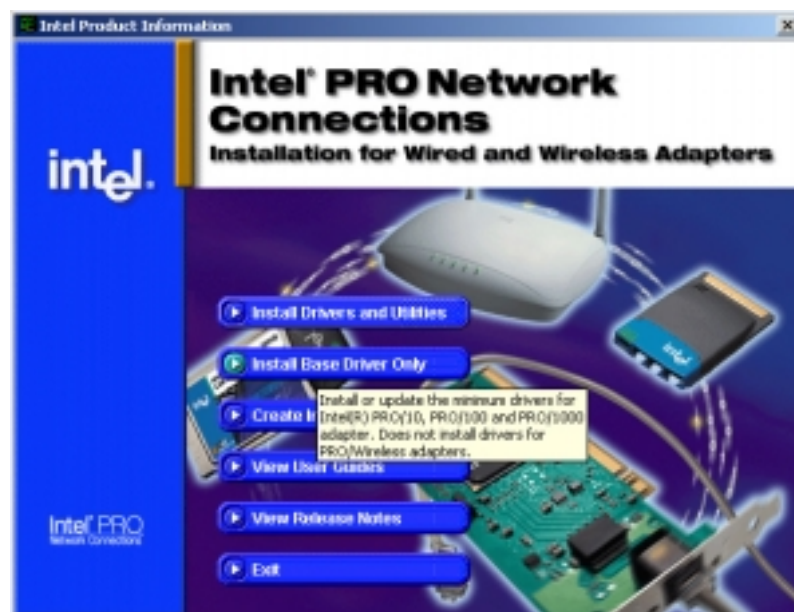 Intel Product Information
Intel® PRO Network
Connections
Installation for Wired and Wireless Adapters
intel.
Install Drivers and Utilities
Install Base Driver Only
Install or update the minimum drivers for
Intel(R) PRO/10, PRO/100 and PRO/1000
adapter. Does not install drivers for
PRO/Wireless adapters.
Create
View User Guides
View Release Notes
Intel® PRO
Network Connections
Exit